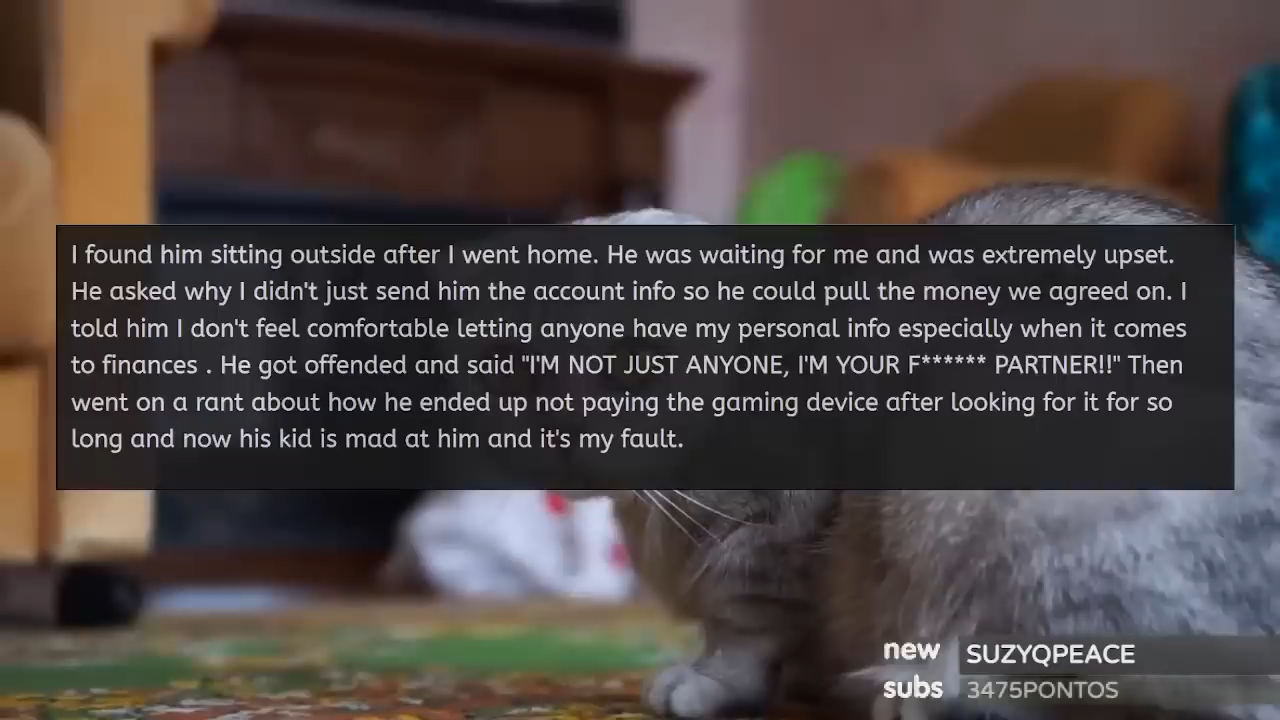 I found him sitting outside after I went home. He was waiting for me and was extremely upset.
He asked why I didn't just send him the account info so he could pull the money we agreed on. I
told him I don't feel comfortable letting anyone have my personal info especially when it comes
to finances . He got offended and said "I'M NOT JUST ANYONE, I'M YOUR F****** PARTNER!!" Then
went on a rant about how he ended up not paying the gaming device after looking for it for so
long and now his kid is mad at him and it's my fault.
new SUZYQPEACE
subs 3475PONTOS